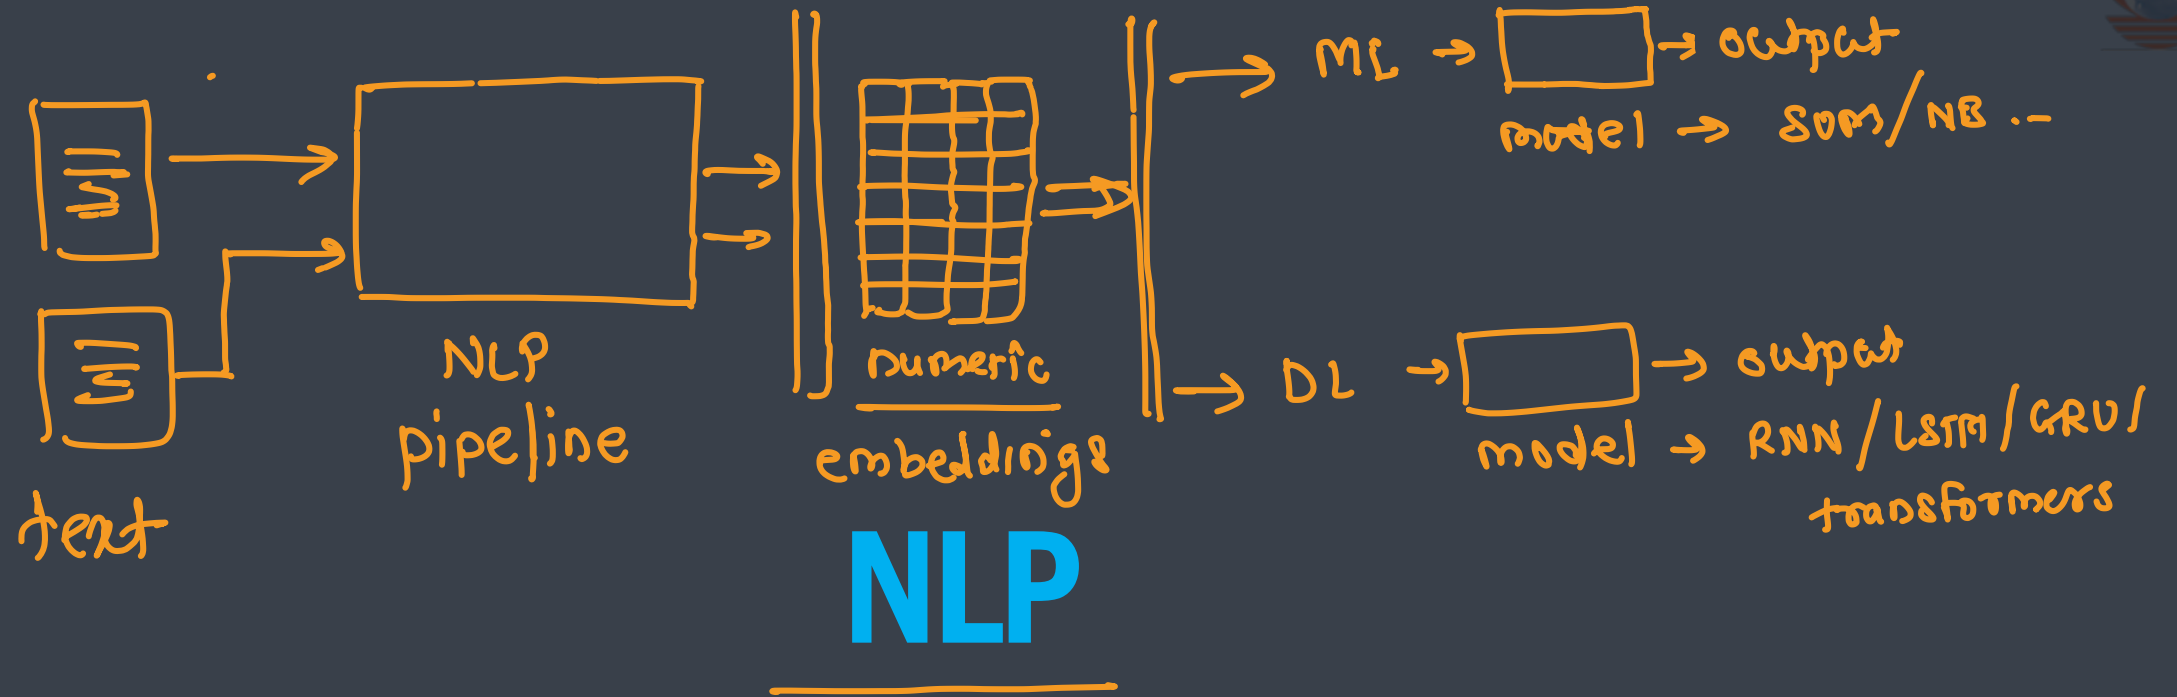 text
NLP
pipeline
numeric
embeddings
ML → → output
model → SVM/NB ...
DL → → output
model → RNN/LSTM/GRU/
transformers
NLP